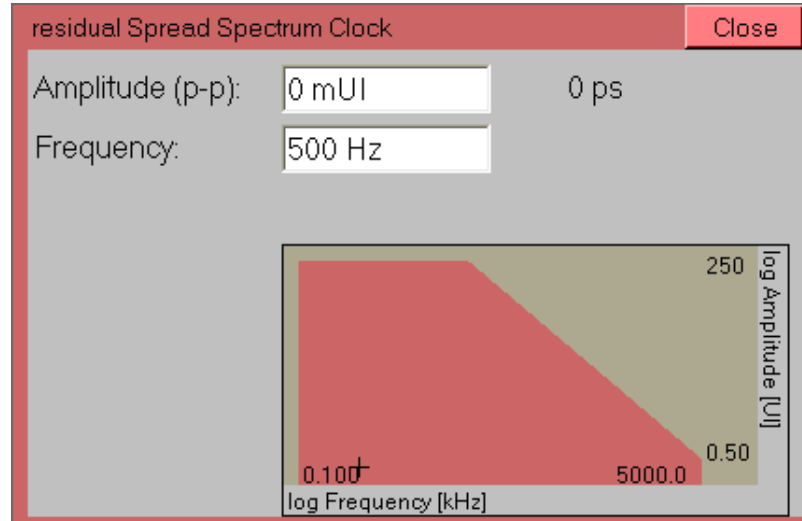 residual Spread Spectrum Clock Close
Amplitude (p-p): 0 mUI 0 ps
Frequency: 500 Hz
250
log Amplitude [UI]
0.50
0.100 5000.0
log Frequency [kHz]